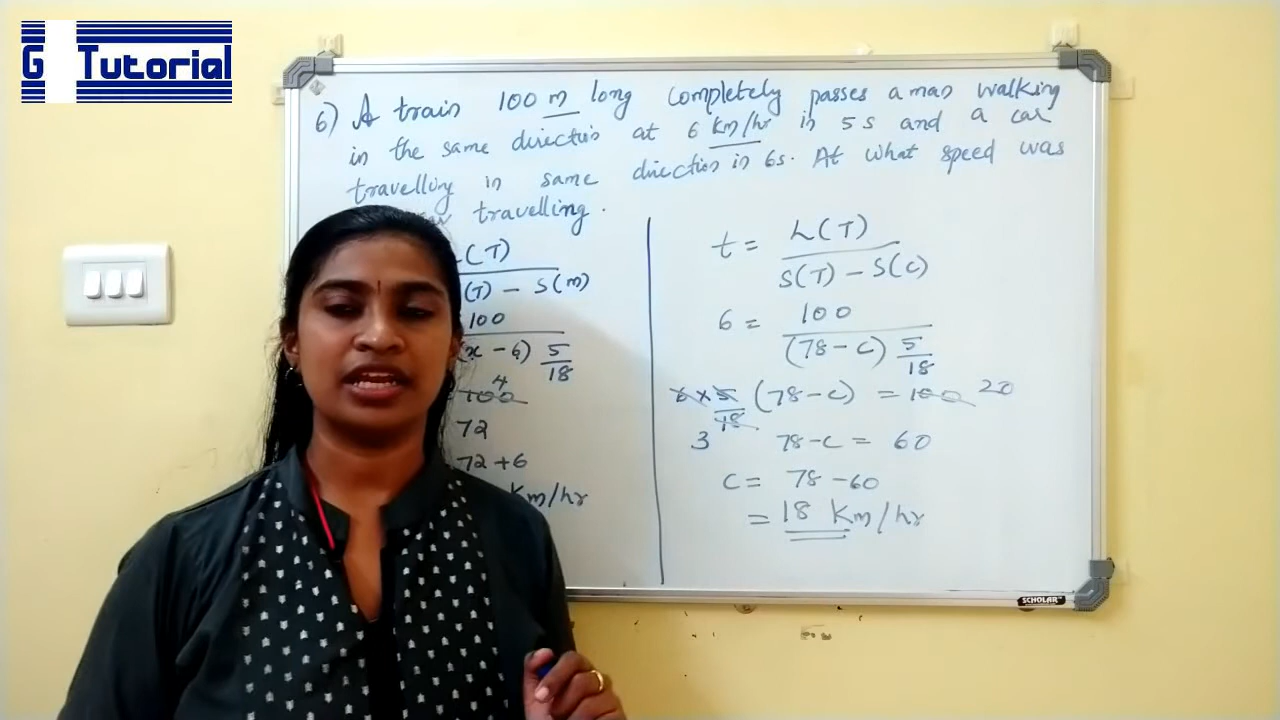 G Tutorial
6) A train 100 m long completely passes a man walking
in the same direction at 6 km/hr in 5 s and a car
travelling in same direction in 6s. At what speed was
travelling.
(T)
(T) - S(m)
100
(x - 6) 5/18
100 4
72
72 + 6
Km/hr
t = L(T)
S(T) - S(C)
6 = 100
(78 - C) 5/18
6 x 5/18 (78 - C) = 100 20
3 78 - C = 60
C = 78 - 60
= 18 Km/hr
SCHOLAR